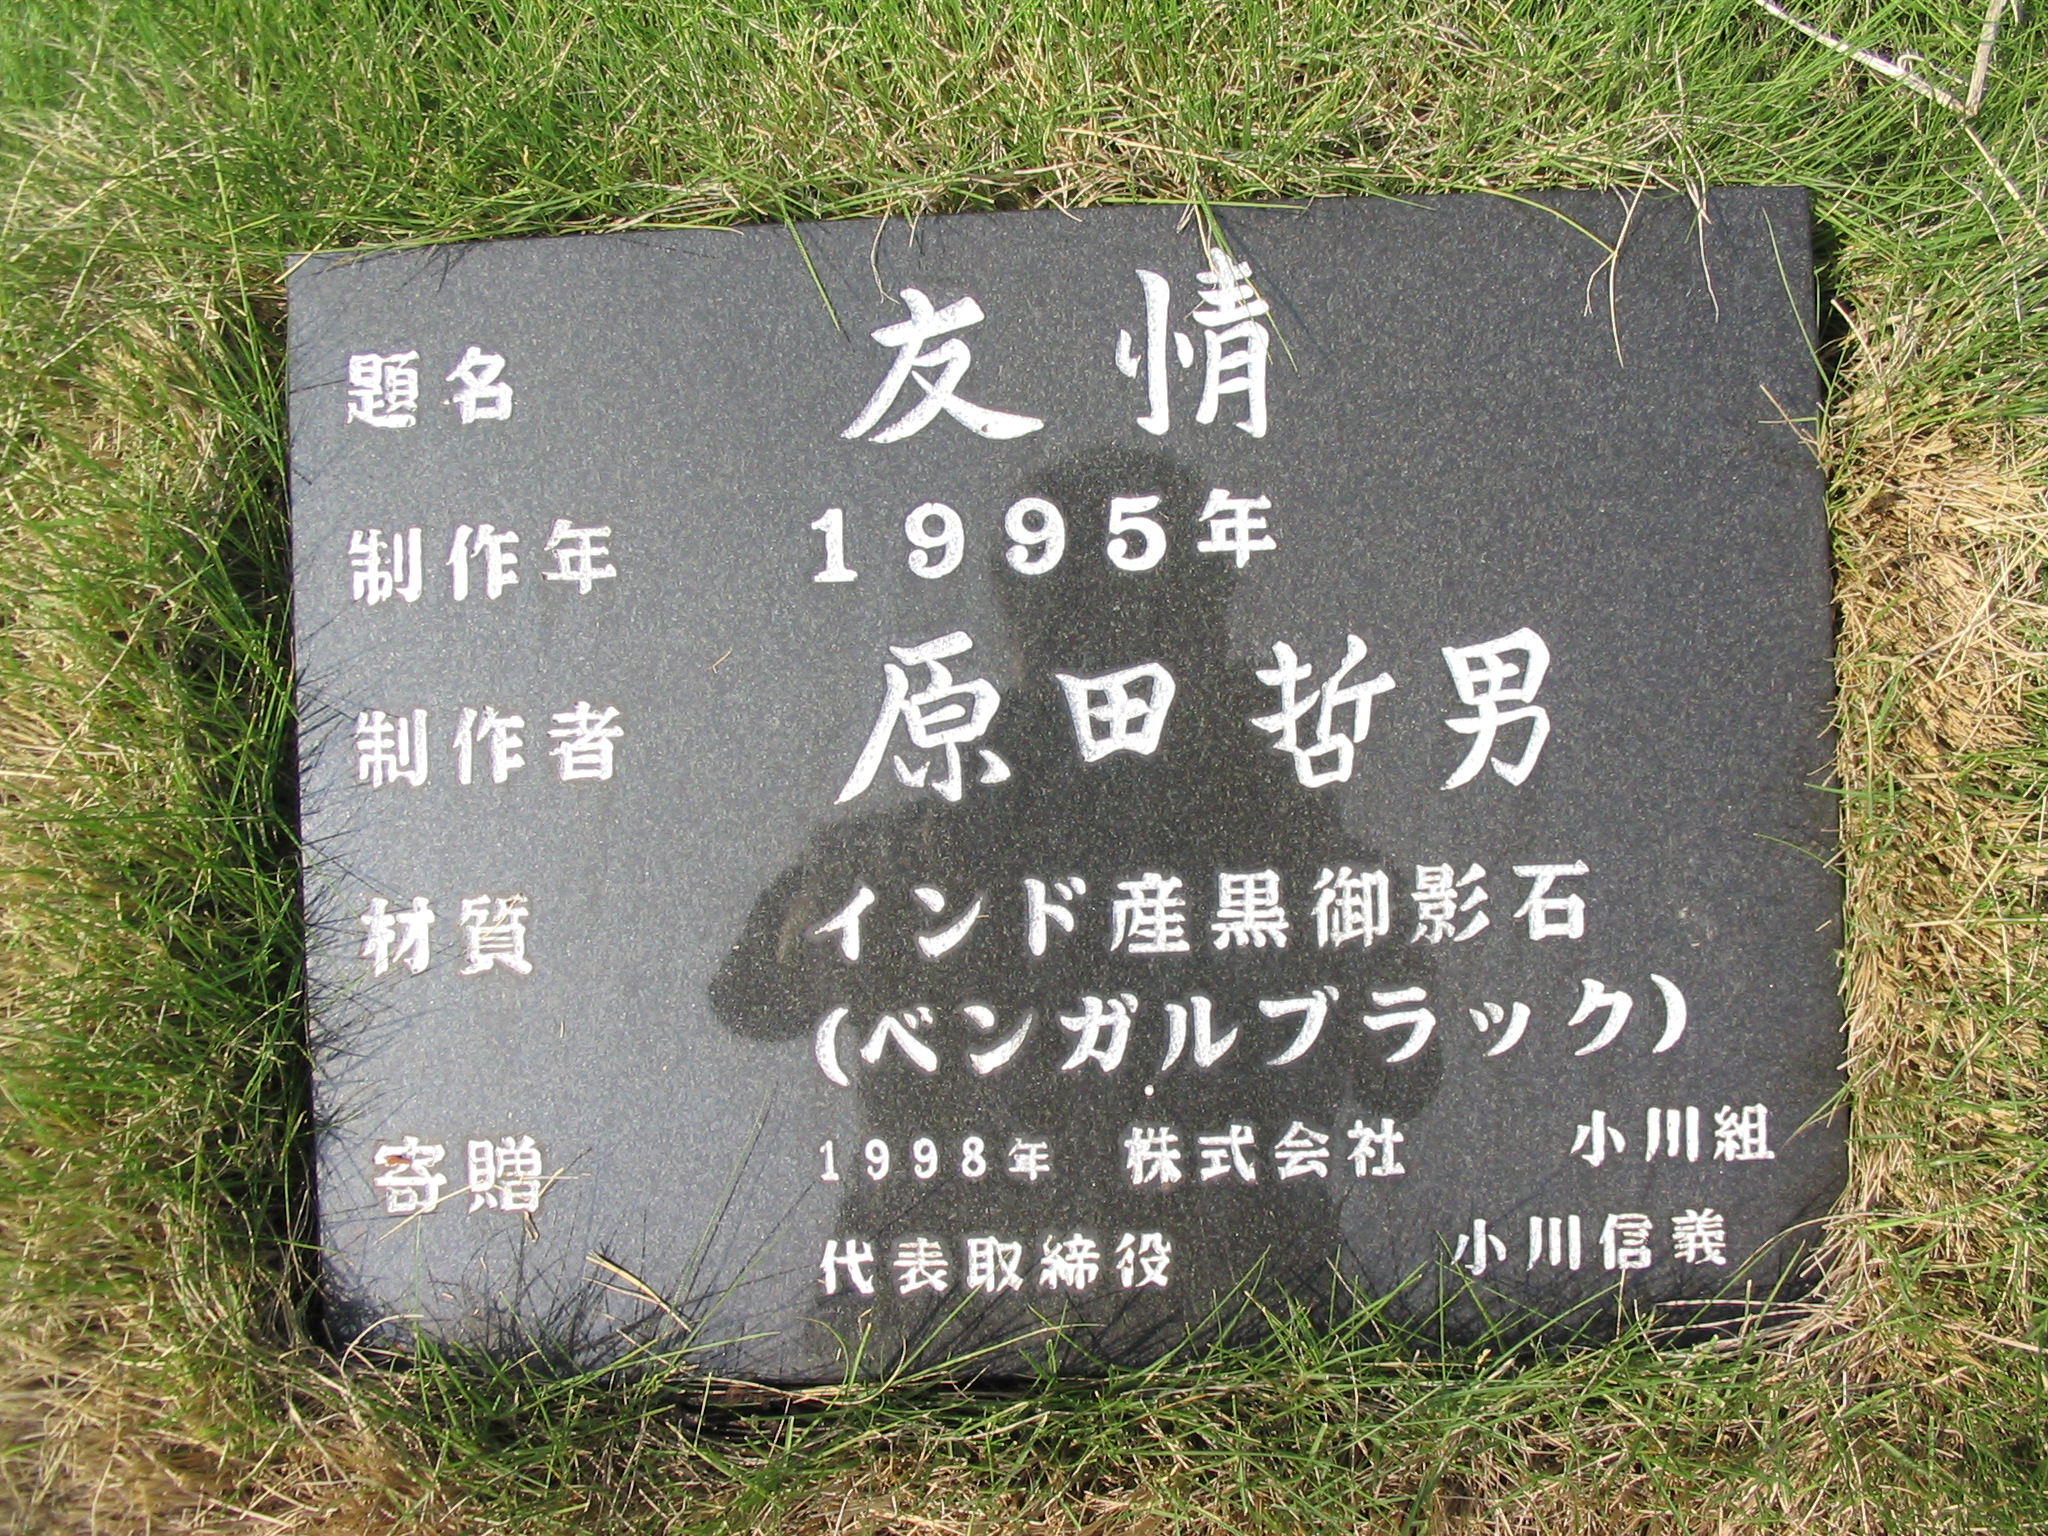 題名 友情
制作年 1995年
制作者 原田哲男
材質 インド産黒御影石
(ベンガルブラック)
寄贈 1998年 株式会社 小川組
代表取締役 小川信義